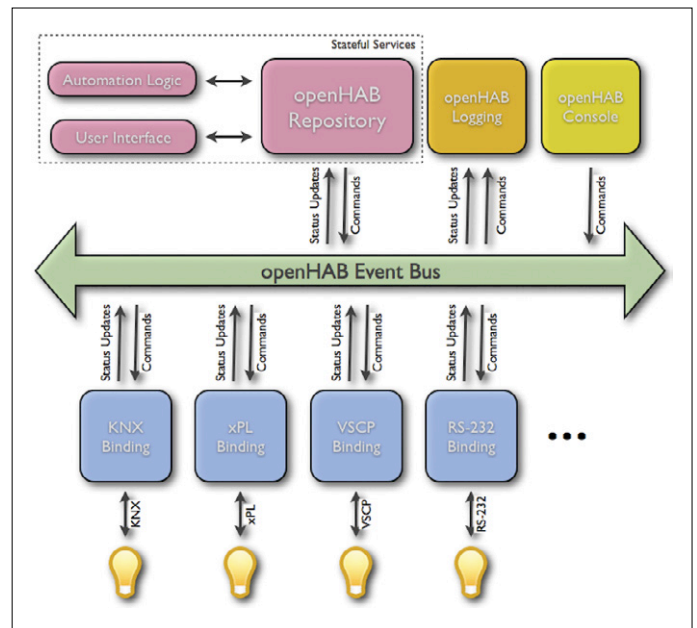 Stateful Services
Automation Logic
User Interface
openHAB
Repository
openHAB
Logging
openHAB
Console
Status Updates
Commands
Status Updates
Commands
Commands
openHAB Event Bus
Status Updates
Commands
Status Updates
Commands
Status Updates
Commands
Status Updates
Commands
KNX
Binding
xPL
Binding
VSCP
Binding
RS-232
Binding
...
KNX
xPL
VSCP
RS-232